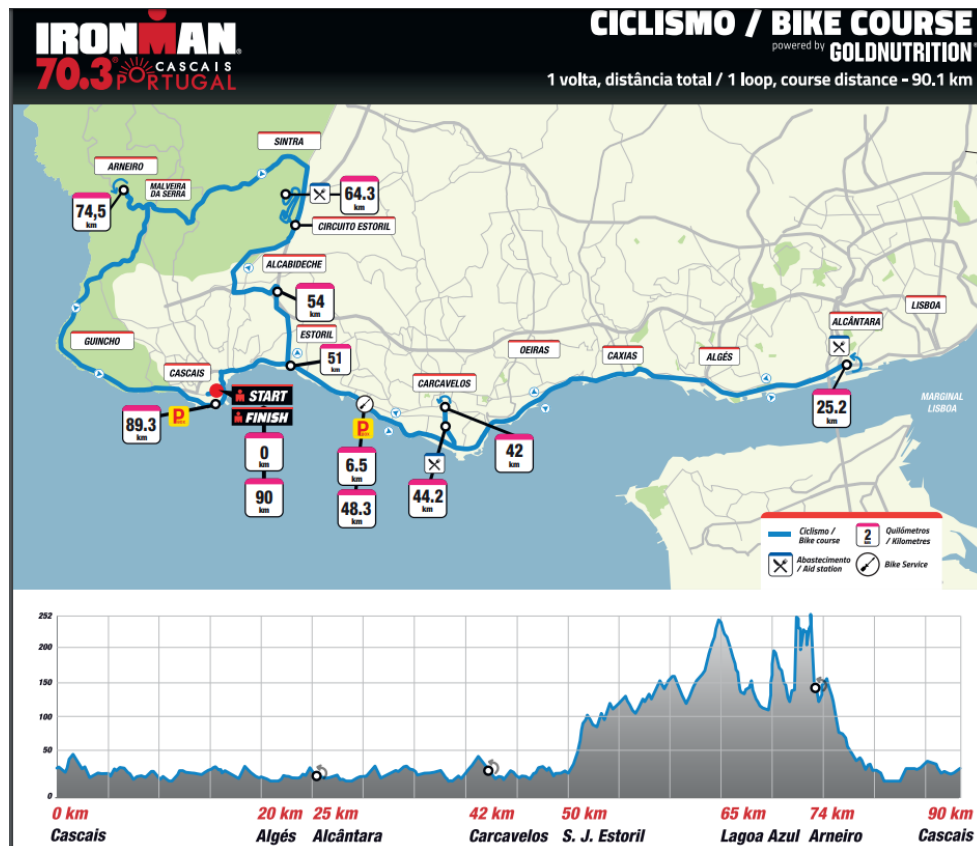 IRONMAN®
70.3® CASCAIS
PORTUGAL
CICLISMO / BIKE COURSE
powered by GOLDNUTRITION®
1 volta, distância total / 1 loop, course distance - 90.1 km
SINTRA
ARNEIRO
MALVEIRA
DA SERRA
74,5
km
64.3
km
CIRCUITO ESTORIL
ALCABIDECHE
54
km
ESTORIL
51
km
GUINCHO
CASCAIS
START
FINISH
89.3
km
P
0
km
90
km
P
6.5
km
48.3
km
CARCAVELOS
42
km
44.2
km
OEIRAS
CAXIAS
ALGÉS
ALCÂNTARA
LISBOA
25.2
km
MARGINAL
LISBOA
Ciclismo /
Bike course
2
km
Quilómetros
/ Kilometres
Abastecimento
/ Aid station
Bike Service
252
200
150
100
50
0
0 km
Cascais
20 km
Algés
25 km
Alcântara
42 km
Carcavelos
50 km
S. J. Estoril
65 km
Lagoa Azul
74 km
Arneiro
90 km
Cascais